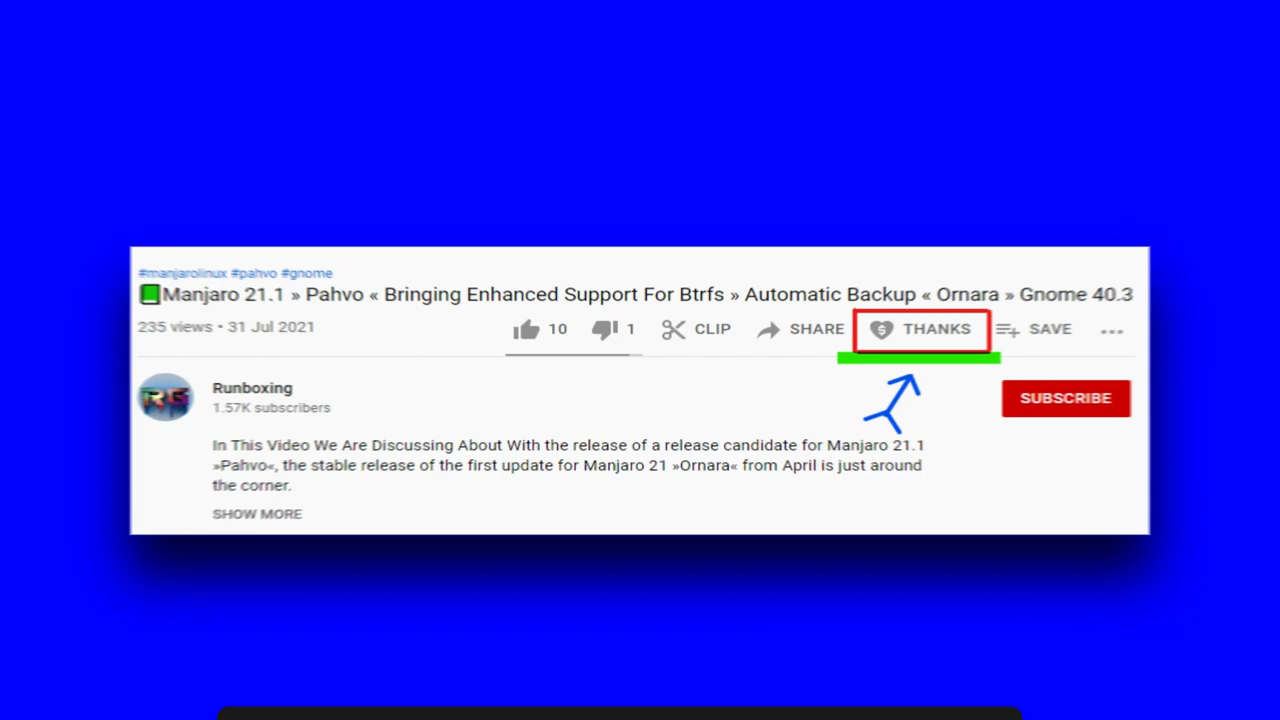 #manjarolinux #pahvo #gnome
Manjaro 21.1 » Pahvo « Bringing Enhanced Support For Btrfs » Automatic Backup « Ornara » Gnome 40.3
235 views • 31 Jul 2021 10 1 CLIP SHARE THANKS SAVE ...
RG
Runboxing
1.57K subscribers
SUBSCRIBE
In This Video We Are Discussing About With the release of a release candidate for Manjaro 21.1
»Pahvo«, the stable release of the first update for Manjaro 21 »Ornara« from April is just around
the corner.
SHOW MORE